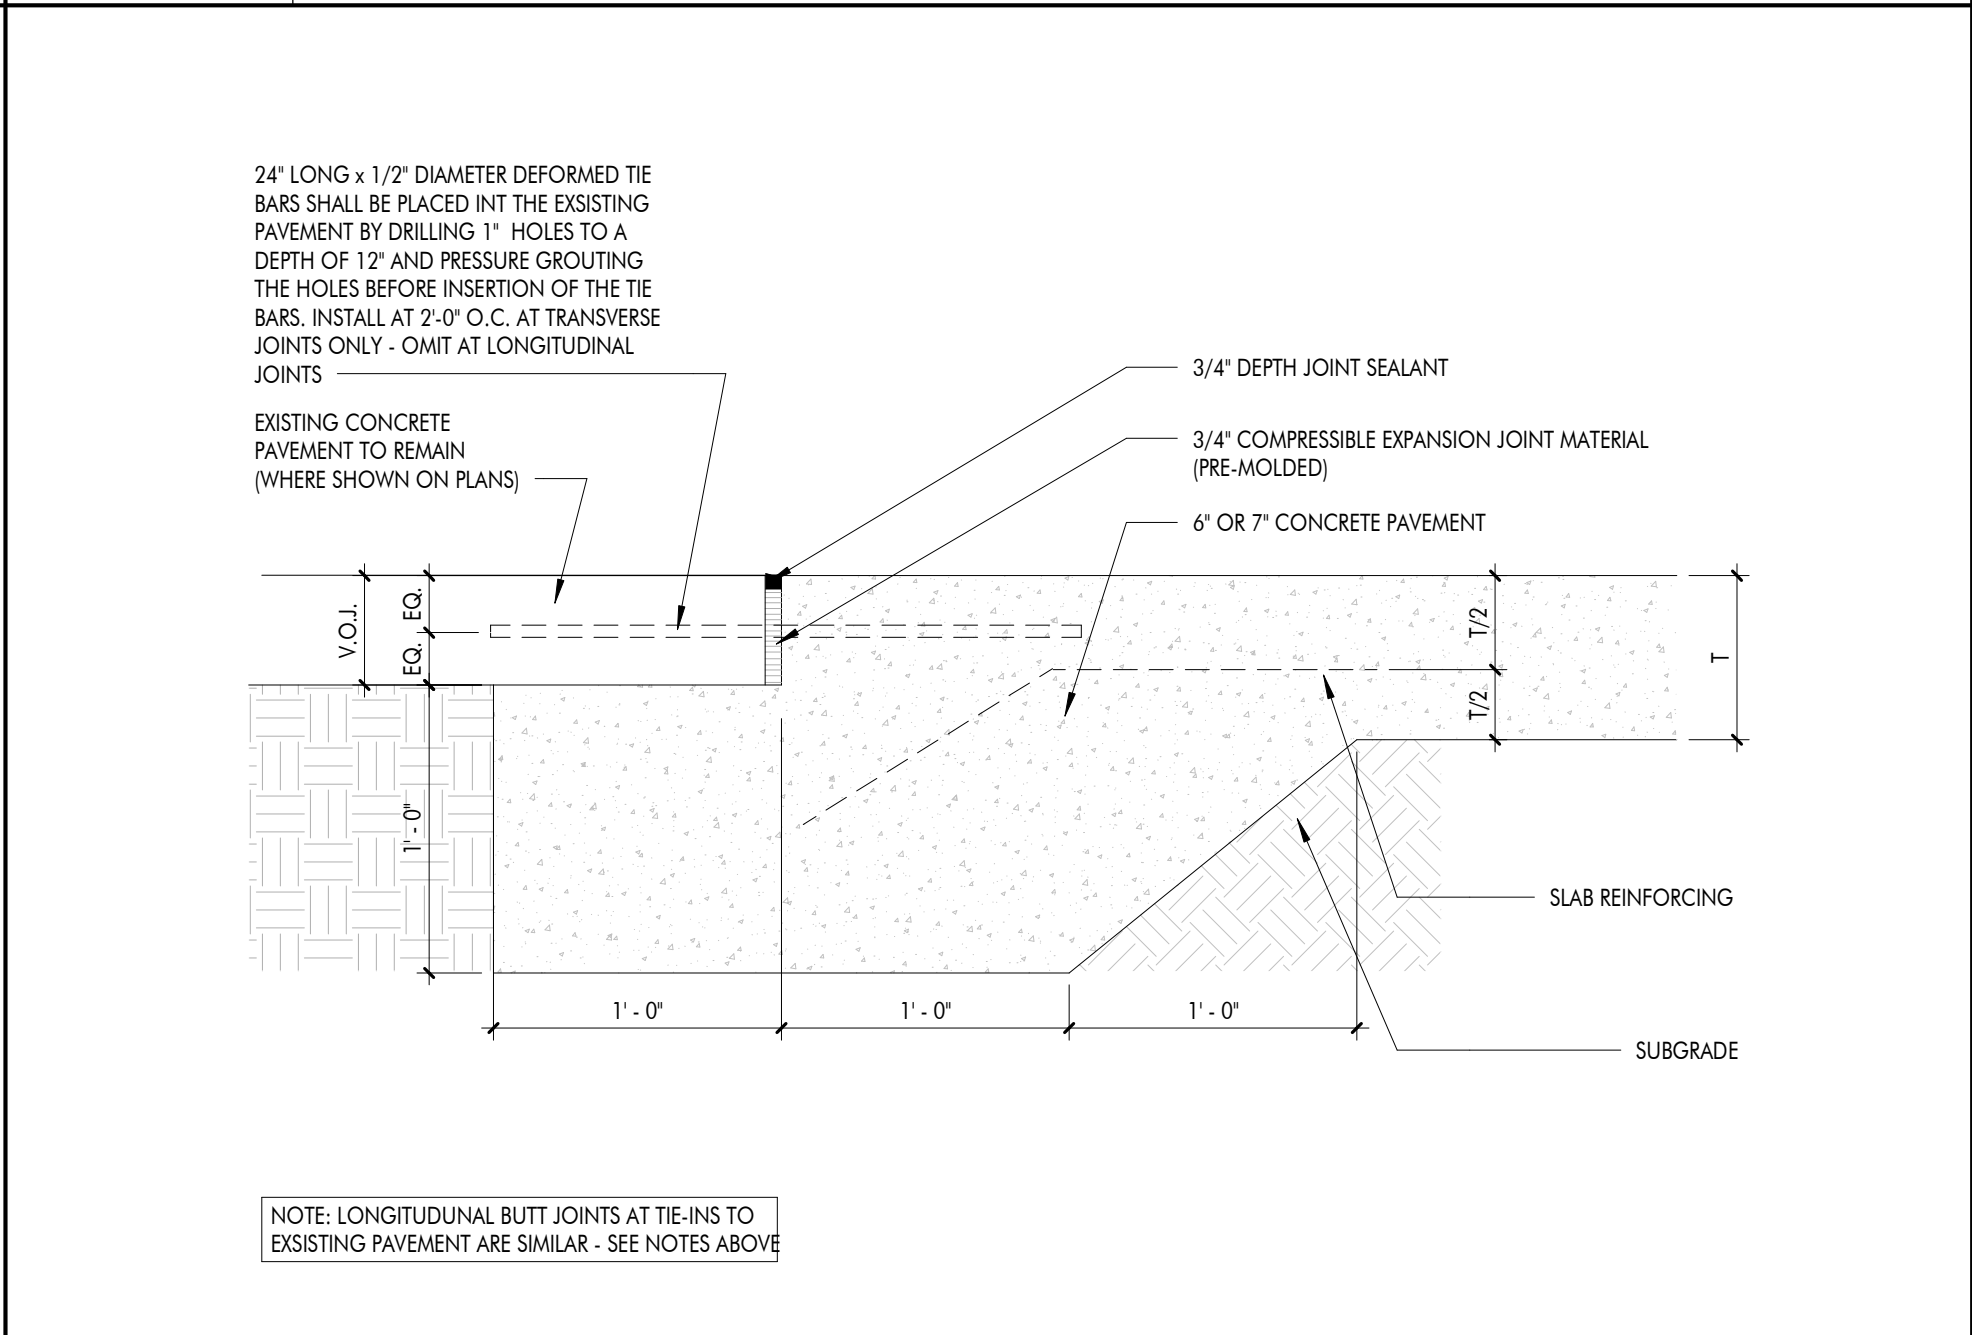 24" LONG x 1/2" DIAMETER DEFORMED TIE
BARS SHALL BE PLACED INT THE EXSISTING
PAVEMENT BY DRILLING 1" HOLES TO A
DEPTH OF 12" AND PRESSURE GROUTING
THE HOLES BEFORE INSERTION OF THE TIE
BARS. INSTALL AT 2'-0" O.C. AT TRANSVERSE
JOINTS ONLY - OMIT AT LONGITUDINAL
JOINTS
EXISTING CONCRETE
PAVEMENT TO REMAIN
(WHERE SHOWN ON PLANS)
3/4" DEPTH JOINT SEALANT
3/4" COMPRESSIBLE EXPANSION JOINT MATERIAL
(PRE-MOLDED)
6" OR 7" CONCRETE PAVEMENT
V.O.J.
EQ.
EQ.
1' - 0"
T/2
T/2
T
SLAB REINFORCING
1' - 0"
1' - 0"
1' - 0"
SUBGRADE
NOTE: LONGITUDUNAL BUTT JOINTS AT TIE-INS TO
EXSISTING PAVEMENT ARE SIMILAR - SEE NOTES ABOVE